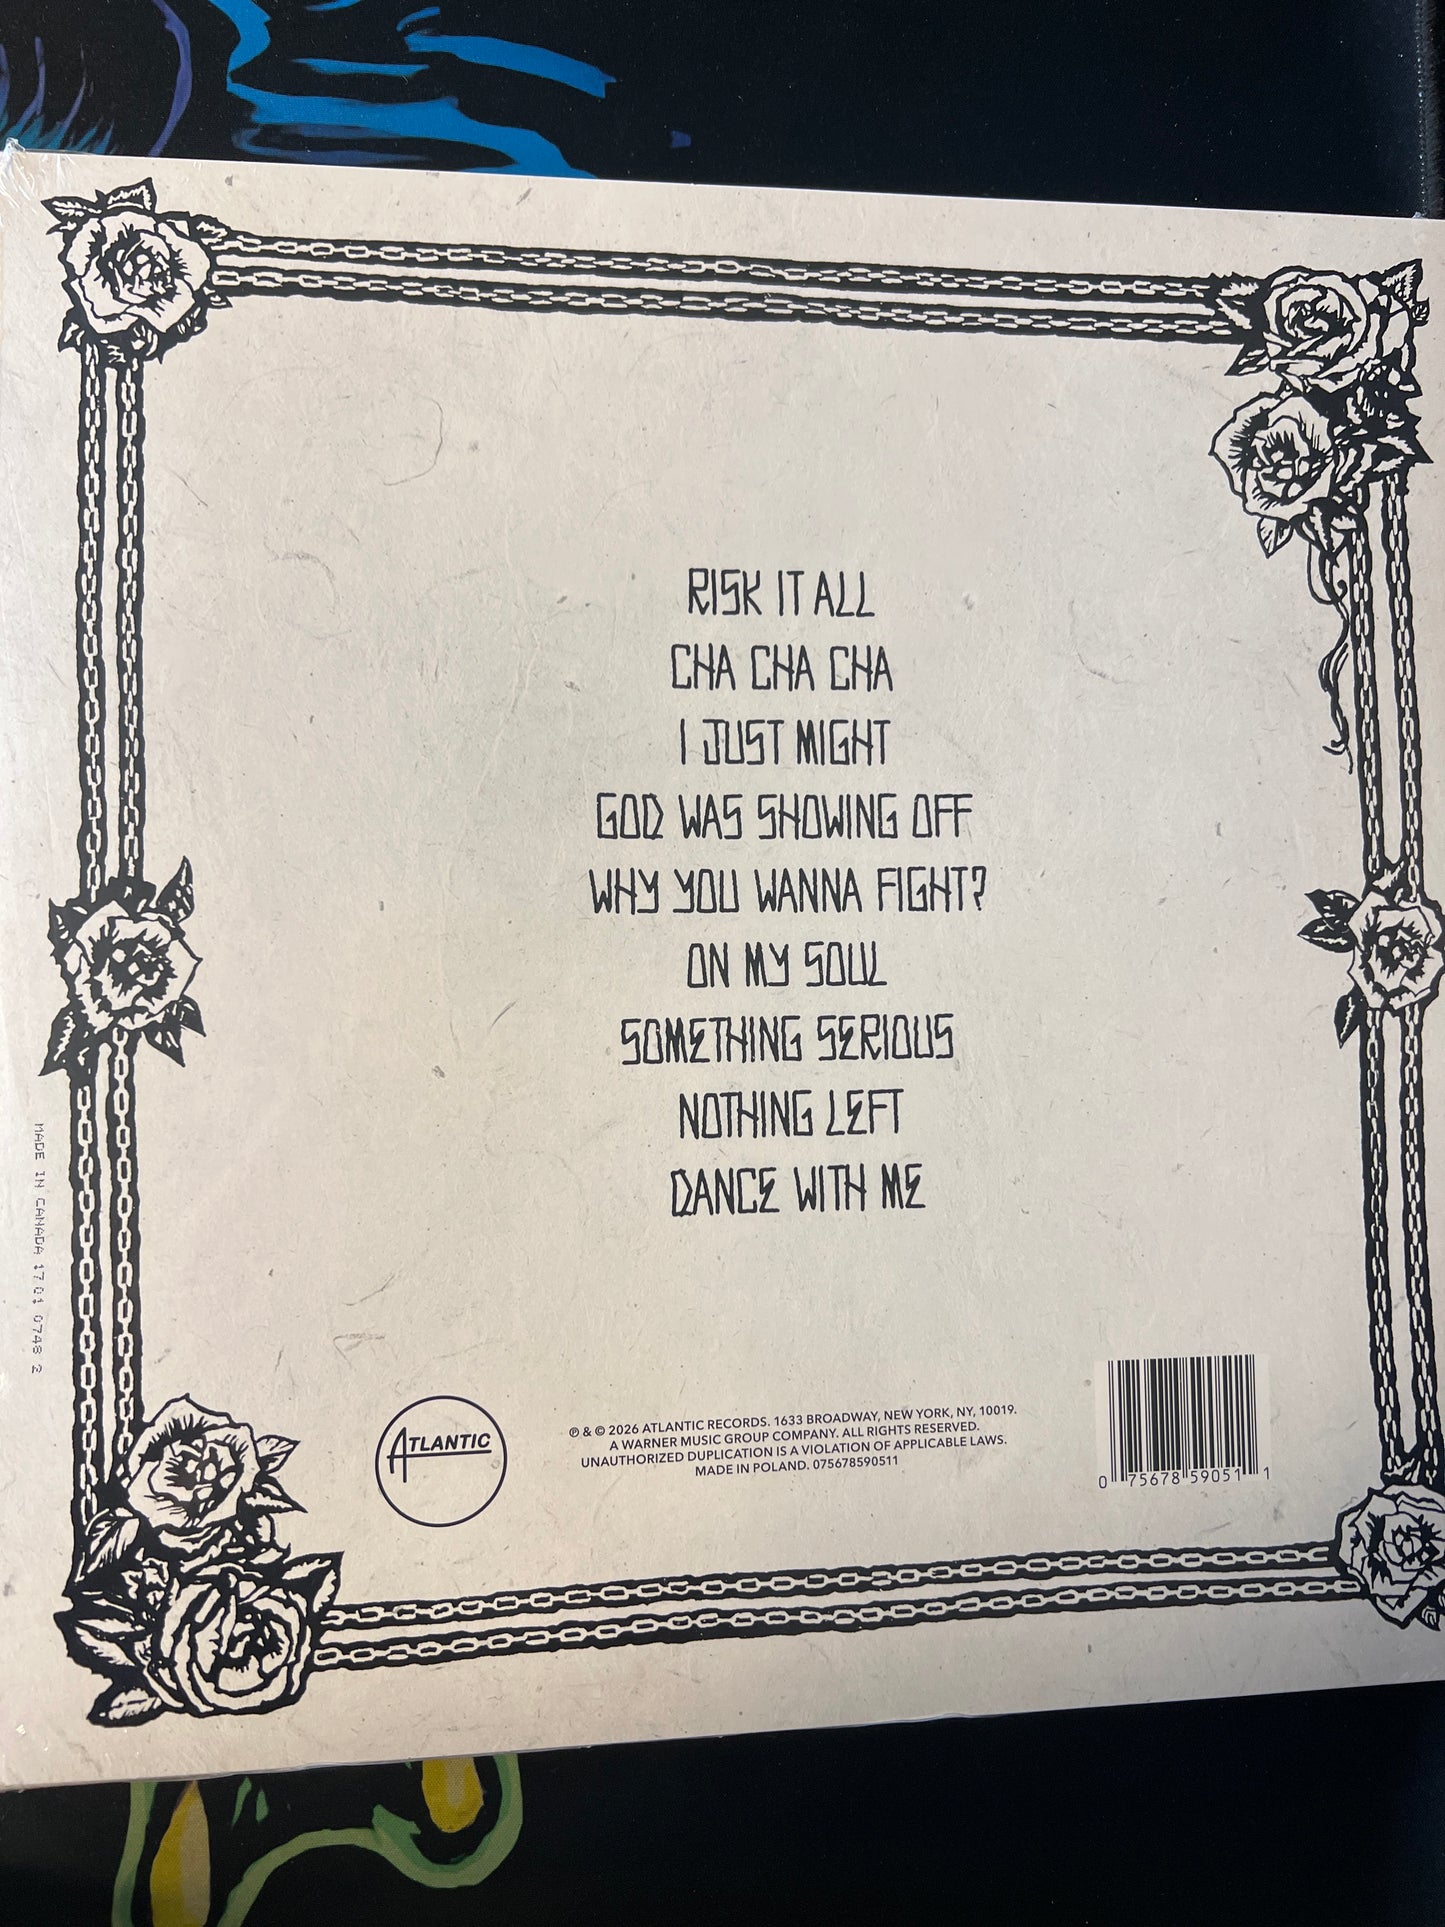 RISK IT ALL
CHA CHA CHA
I JUST MIGHT
GOD WAS SHOWING OFF
WHY YOU WANNA FIGHT?
ON MY SOUL
SOMETHING SERIOUS
NOTHING LEFT
DANCE WITH ME
MADE IN CANADA 17 01 0748 2
ATLANTIC
℗ & © 2026 ATLANTIC RECORDS. 1633 BROADWAY, NEW YORK, NY, 10019.
A WARNER MUSIC GROUP COMPANY. ALL RIGHTS RESERVED.
UNAUTHORIZED DUPLICATION IS A VIOLATION OF APPLICABLE LAWS.
MADE IN POLAND. 075678590511
0 75678 59051 1